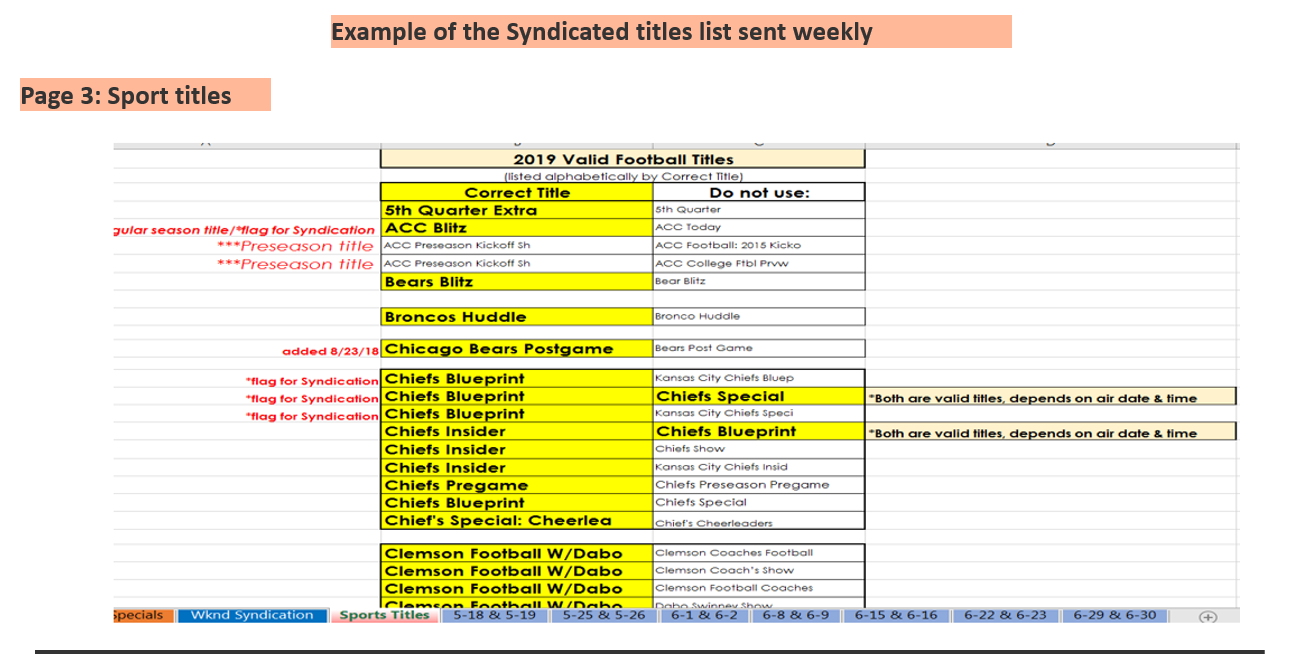 Example of the Syndicated titles list sent weekly
Page 3: Sport titles
2019 Valid Football Titles
(listed alphabetically by Correct Title)
Correct Title Do not use:
5th Quarter Extra 5th Quarter
gular season title/*flag for Syndication ACC Blitz ACC Today
***Preseason title ACC Preseason Kickoff Sh ACC Football: 2015 Kicko
***Preseason title ACC Preseason Kickoff Sh ACC College Ftbl Prvw
Bears Blitz Bear Blitz
Broncos Huddle Bronco Huddle
added 8/23/18 Chicago Bears Postgame Bears Post Game
*flag for Syndication Chiefs Blueprint Kansas City Chiefs Bluep
*flag for Syndication Chiefs Blueprint Chiefs Special *Both are valid titles, depends on air date & time
*flag for Syndication Chiefs Blueprint Kansas City Chiefs Speci
Chiefs Insider Chiefs Blueprint *Both are valid titles, depends on air date & time
Chiefs Insider Chiefs Show
Chiefs Insider Kansas City Chiefs Insid
Chiefs Pregame Chiefs Preseason Pregame
Chiefs Blueprint Chiefs Special
Chief's Special: Cheerlea Chief's Cheerleaders
Clemson Football W/Dabo Clemson Coaches Football
Clemson Football W/Dabo Clemson Coach's Show
Clemson Football W/Dabo Clemson Football Coaches
Clemson Football W/Dabo Dabo Swinney Show
Specials Wknd Syndication Sports Titles 5-18 & 5-19 5-25 & 5-26 6-1 & 6-2 6-8 & 6-9 6-15 & 6-16 6-22 & 6-23 6-29 & 6-30